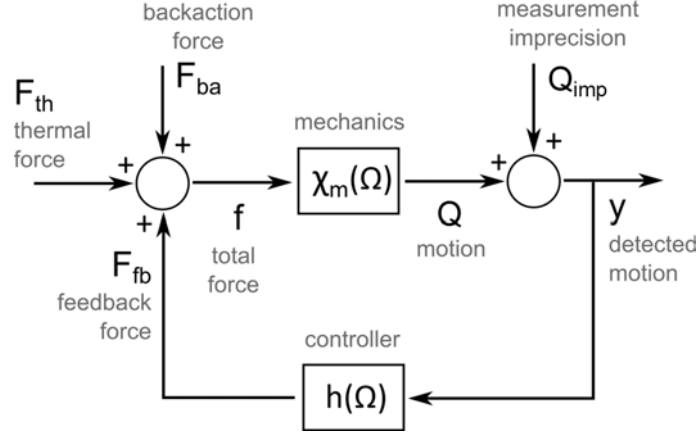 backaction
force
measurement
imprecision
F_ba
Q_imp
F_th
thermal
force
mechanics
+
+
+
+
+
χ_m(Ω)
f
total
force
Q
motion
y
detected
motion
F_fb
feedback
force
controller
h(Ω)